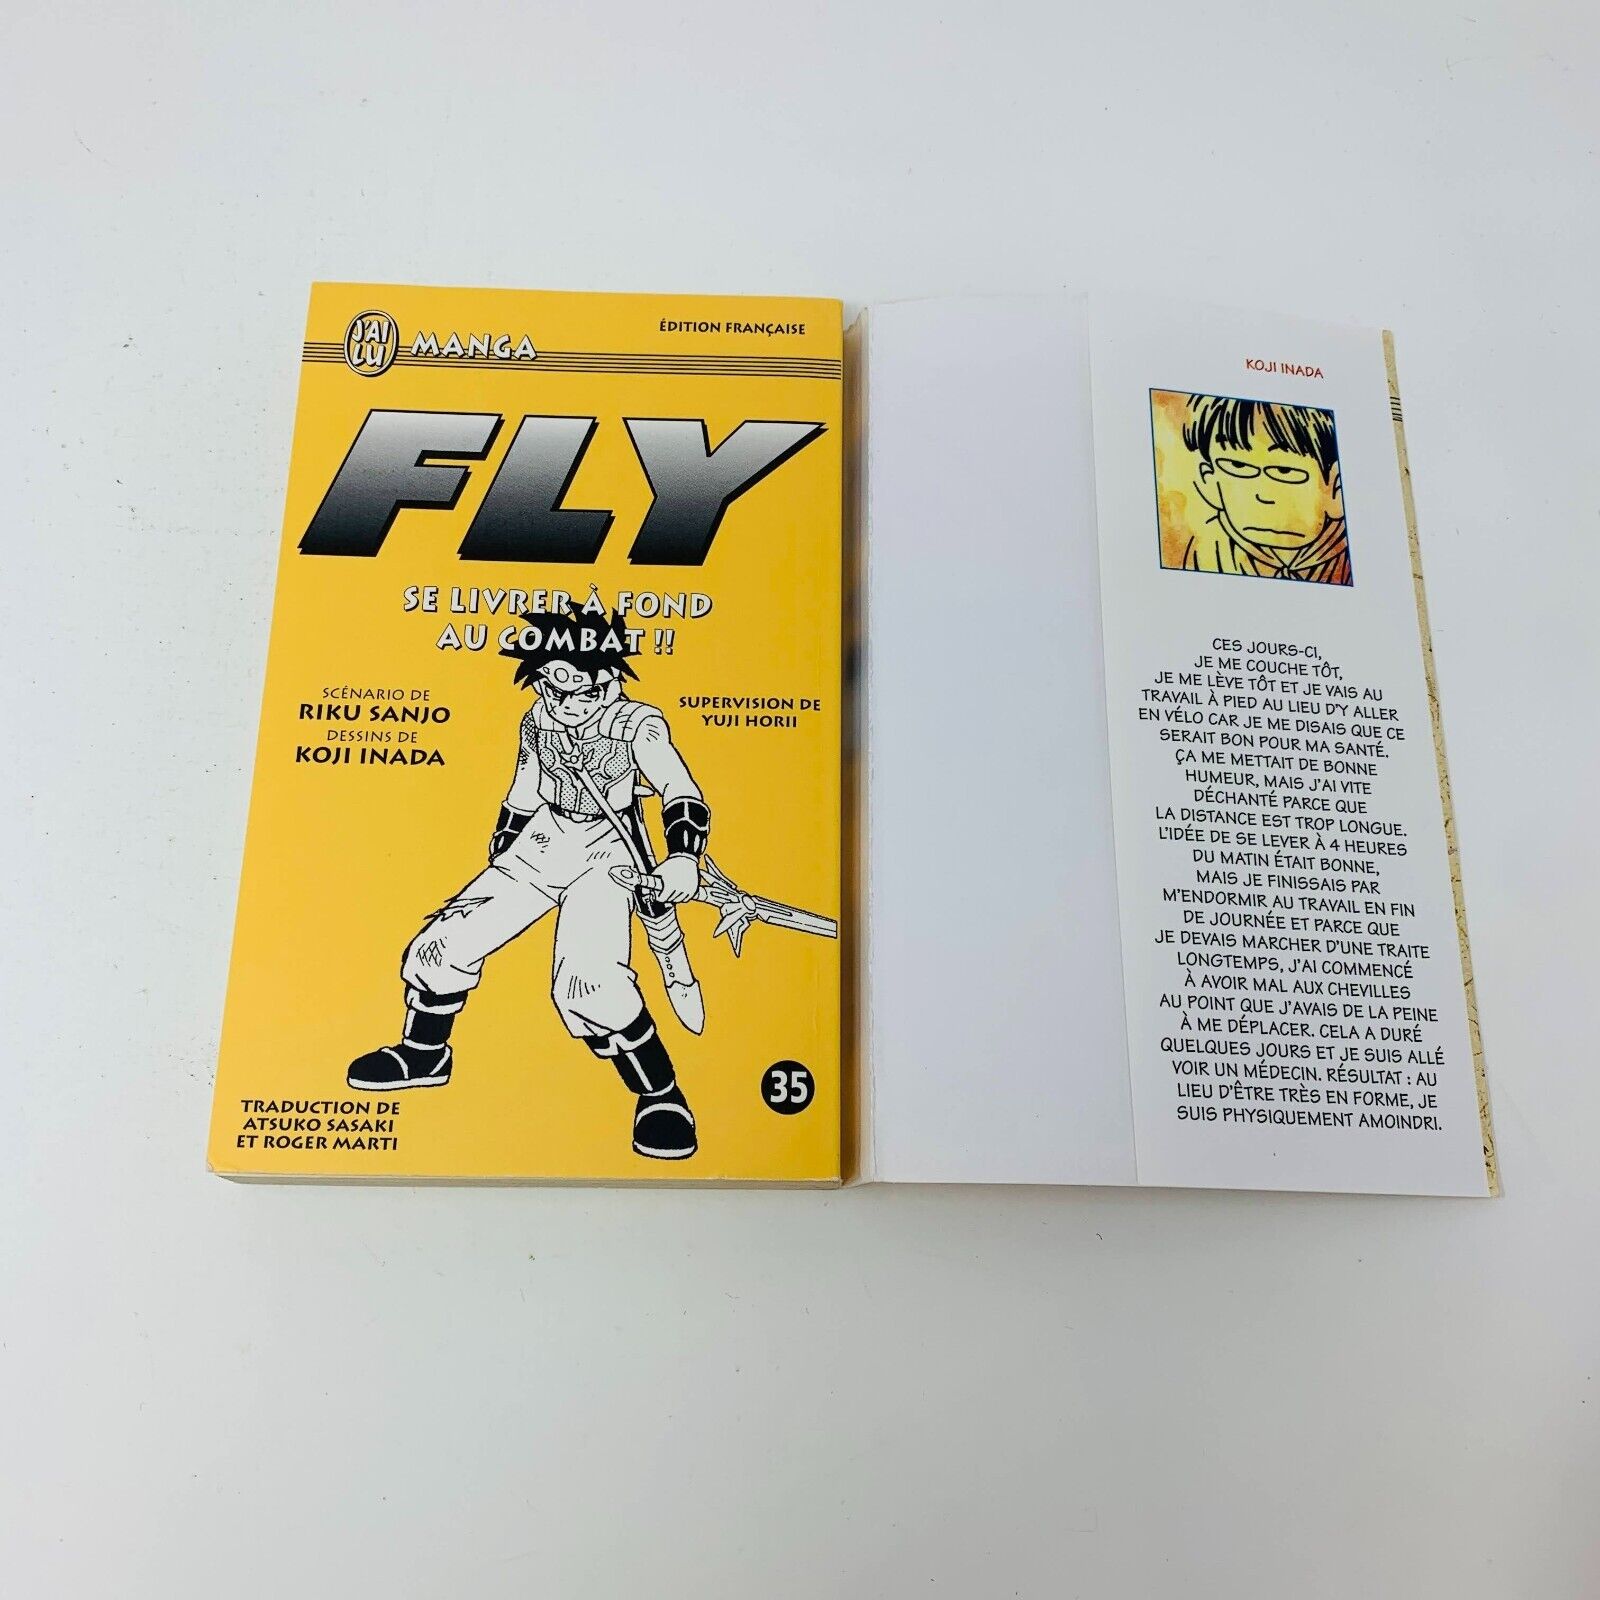 J'AI
LU
MANGA
ÉDITION FRANÇAISE
FLY
SE LIVRER À FOND
AU COMBAT !!
SCÉNARIO DE
RIKU SANJO
DESSINS DE
KOJI INADA
SUPERVISION DE
YUJI HORII
35
TRADUCTION DE
ATSUKO SASAKI
ET ROGER MARTI
KOJI INADA
CES JOURS-CI,
JE ME COUCHE TÔT,
JE ME LÈVE TÔT ET JE VAIS AU
TRAVAIL À PIED AU LIEU D'Y ALLER
EN VÉLO CAR JE ME DISAIS QUE CE
SERAIT BON POUR MA SANTÉ.
ÇA ME METTAIT DE BONNE
HUMEUR, MAIS J'AI VITE
DÉCHANTÉ PARCE QUE
LA DISTANCE EST TROP LONGUE.
L'IDÉE DE SE LEVER À 4 HEURES
DU MATIN ÉTAIT BONNE,
MAIS JE FINISSAIS PAR
M'ENDORMIR AU TRAVAIL EN FIN
DE JOURNÉE ET PARCE QUE
JE DEVAIS MARCHER D'UNE TRAITE
LONGTEMPS, J'AI COMMENCÉ
À AVOIR MAL AUX CHEVILLES
AU POINT QUE J'AVAIS DE LA PEINE
À ME DÉPLACER. CELA A DURÉ
QUELQUES JOURS ET JE SUIS ALLÉ
VOIR UN MÉDECIN. RÉSULTAT : AU
LIEU D'ÊTRE TRÈS EN FORME, JE
SUIS PHYSIQUEMENT AMOINDRI.